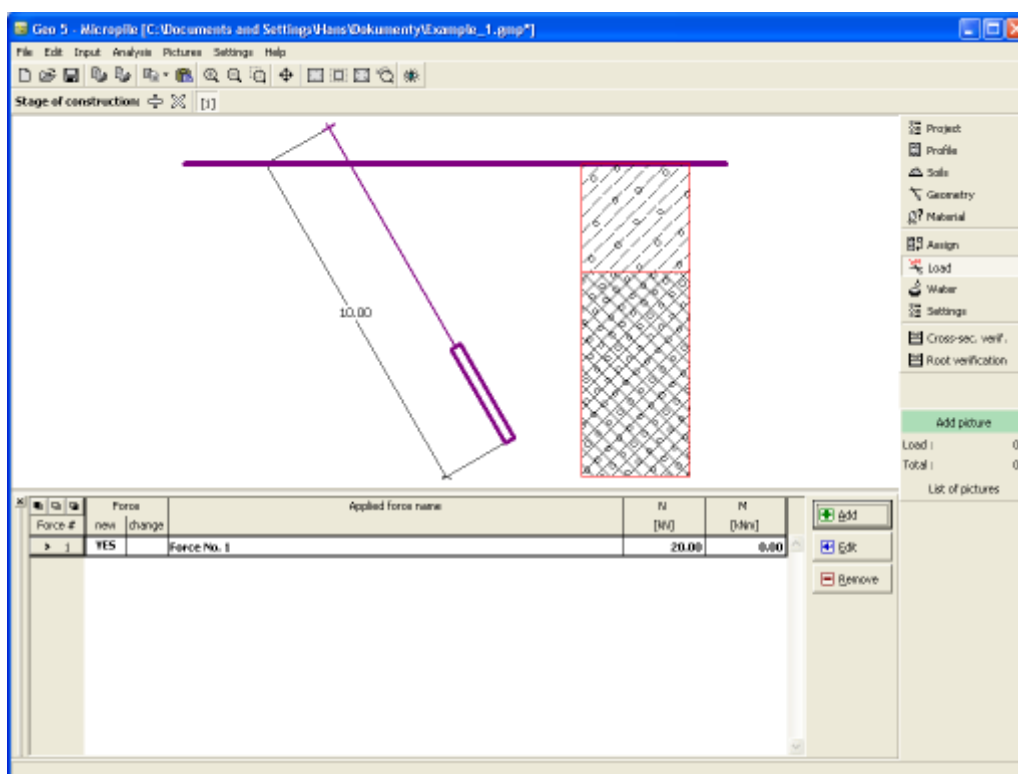 Geo 5 - Micropile [C:\Documents and Settings\Hans\Dokumenty\Example_1.gmp*]
File Edit Input Analysis Pictures Settings Help
Stage of construction: [1]
Project
Profile
Soils
Geometry
Material
Assign
Load
Water
Settings
Cross-sec. verif.
Root verification
Add picture
Load : 0
Total : 0
List of pictures
10.00
Force Applied force name N M
Force # new change [kN] [kNm]
1 YES Force No. 1 20.00 0.00
Add
Edit
Remove